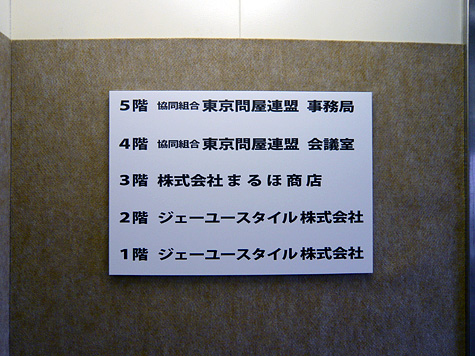 5階 協同組合 東京問屋連盟 事務局
4階 協同組合 東京問屋連盟 会議室
3階 株式会社 まるほ商店
2階 ジェーユースタイル株式会社
1階 ジェーユースタイル株式会社